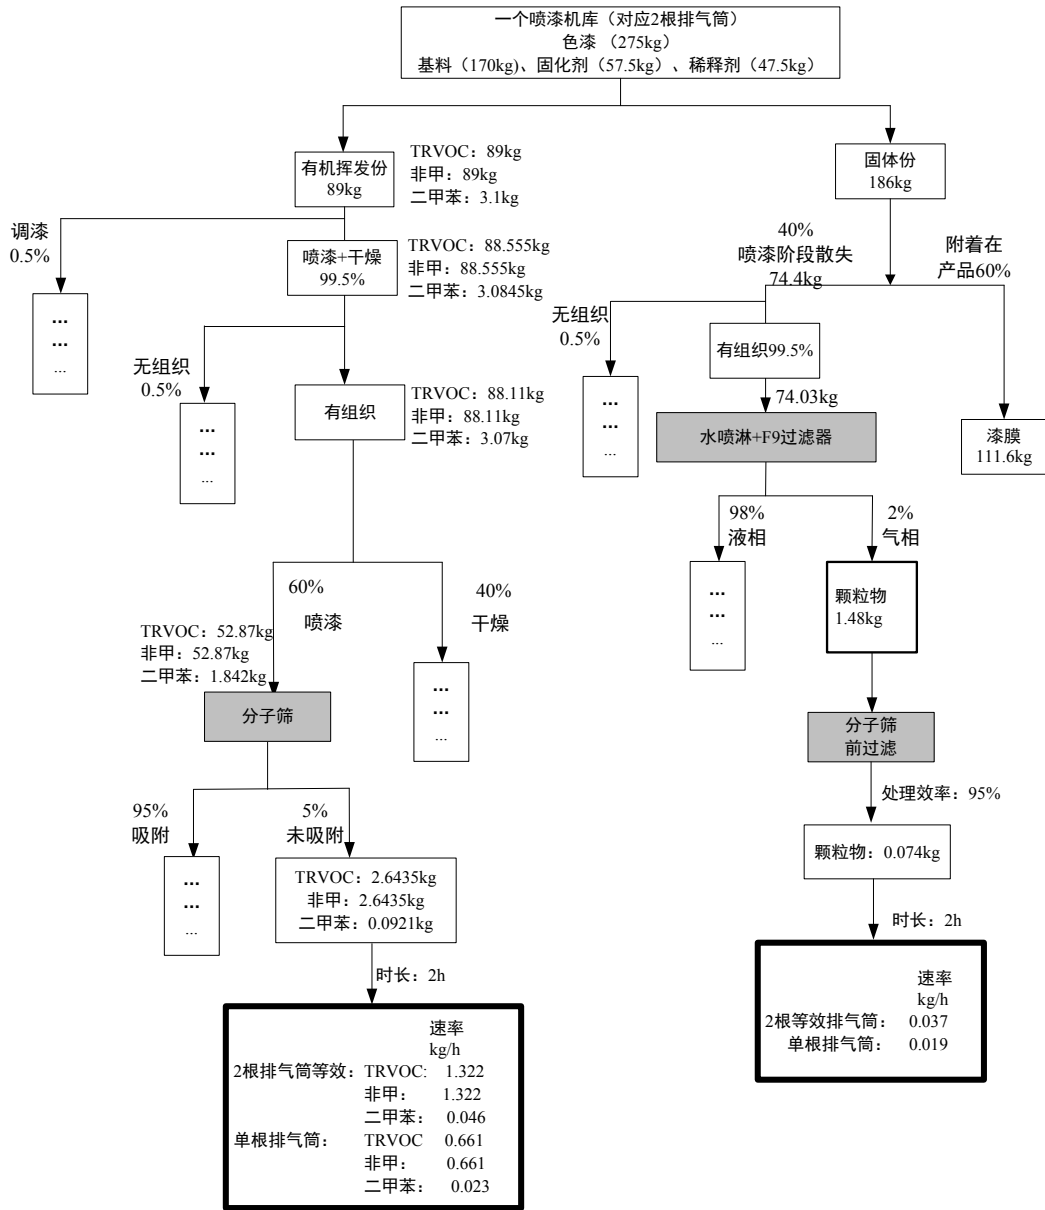 一个喷漆机库（对应2根排气筒）
色漆 （275kg）
基料（170kg)、固化剂（57.5kg）、稀释剂（47.5kg）
有机挥发份
89kg
TRVOC：89kg
非甲：89kg
二甲苯：3.1kg
固体份
186kg
调漆
0.5%
喷漆+干燥
99.5%
TRVOC：88.555kg
非甲：88.555kg
二甲苯：3.0845kg
40%
喷漆阶段散失
74.4kg
附着在
产品60%
...
...
...
无组织
0.5%
有组织
TRVOC：88.11kg
非甲：88.11kg
二甲苯：3.07kg
...
...
...
无组织
0.5%
有组织99.5%
74.03kg
...
...
...
水喷淋+F9过滤器
漆膜
111.6kg
98%
液相
2%
气相
...
...
...
颗粒物
1.48kg
60%
喷漆
40%
干燥
TRVOC：52.87kg
非甲：52.87kg
二甲苯：1.842kg
分子筛
...
...
...
分子筛
前过滤
处理效率：95%
颗粒物：0.074kg
时长：2h
95%
吸附
5%
未吸附
...
...
...
TRVOC：2.6435kg
非甲：2.6435kg
二甲苯：0.0921kg
时长：2h
速率
kg/h
2根排气筒等效：TRVOC: 1.322
非甲： 1.322
二甲苯： 0.046
单根排气筒： TRVOC 0.661
非甲： 0.661
二甲苯： 0.023
速率
kg/h
2根等效排气筒： 0.037
单根排气筒： 0.019